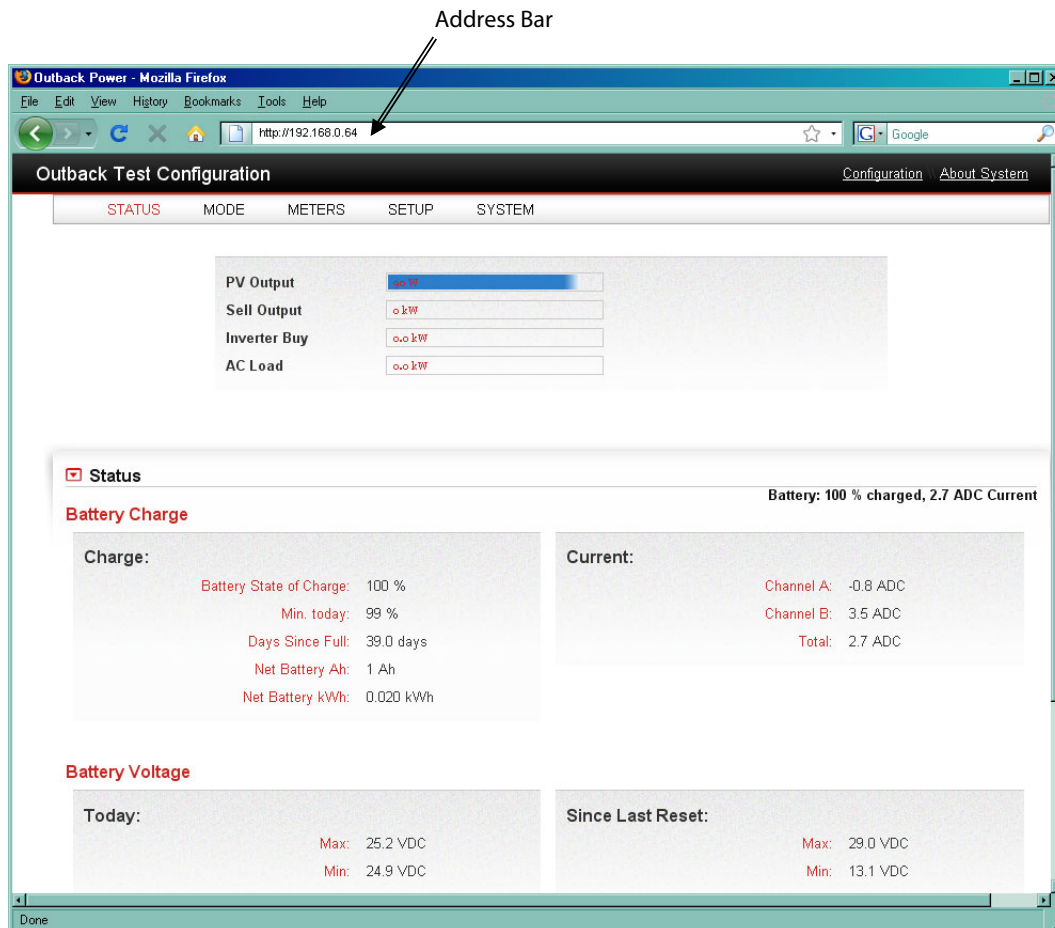 Address Bar
Outback Power - Mozilla Firefox
File Edit View History Bookmarks Tools Help
http://192.168.0.64 G Google
Outback Test Configuration Configuration \\ About System
STATUS MODE METERS SETUP SYSTEM
PV Output 90 W
Sell Output 0 kW
Inverter Buy 0.0 kW
AC Load 0.0 kW
Status
Battery: 100 % charged, 2.7 ADC Current
Battery Charge
Charge: Current:
Battery State of Charge: 100 % Channel A: -0.8 ADC
Min. today: 99 % Channel B: 3.5 ADC
Days Since Full: 39.0 days Total: 2.7 ADC
Net Battery Ah: 1 Ah
Net Battery kWh: 0.020 kWh
Battery Voltage
Today: Since Last Reset:
Max: 25.2 VDC Max: 29.0 VDC
Min: 24.9 VDC Min: 13.1 VDC
Done